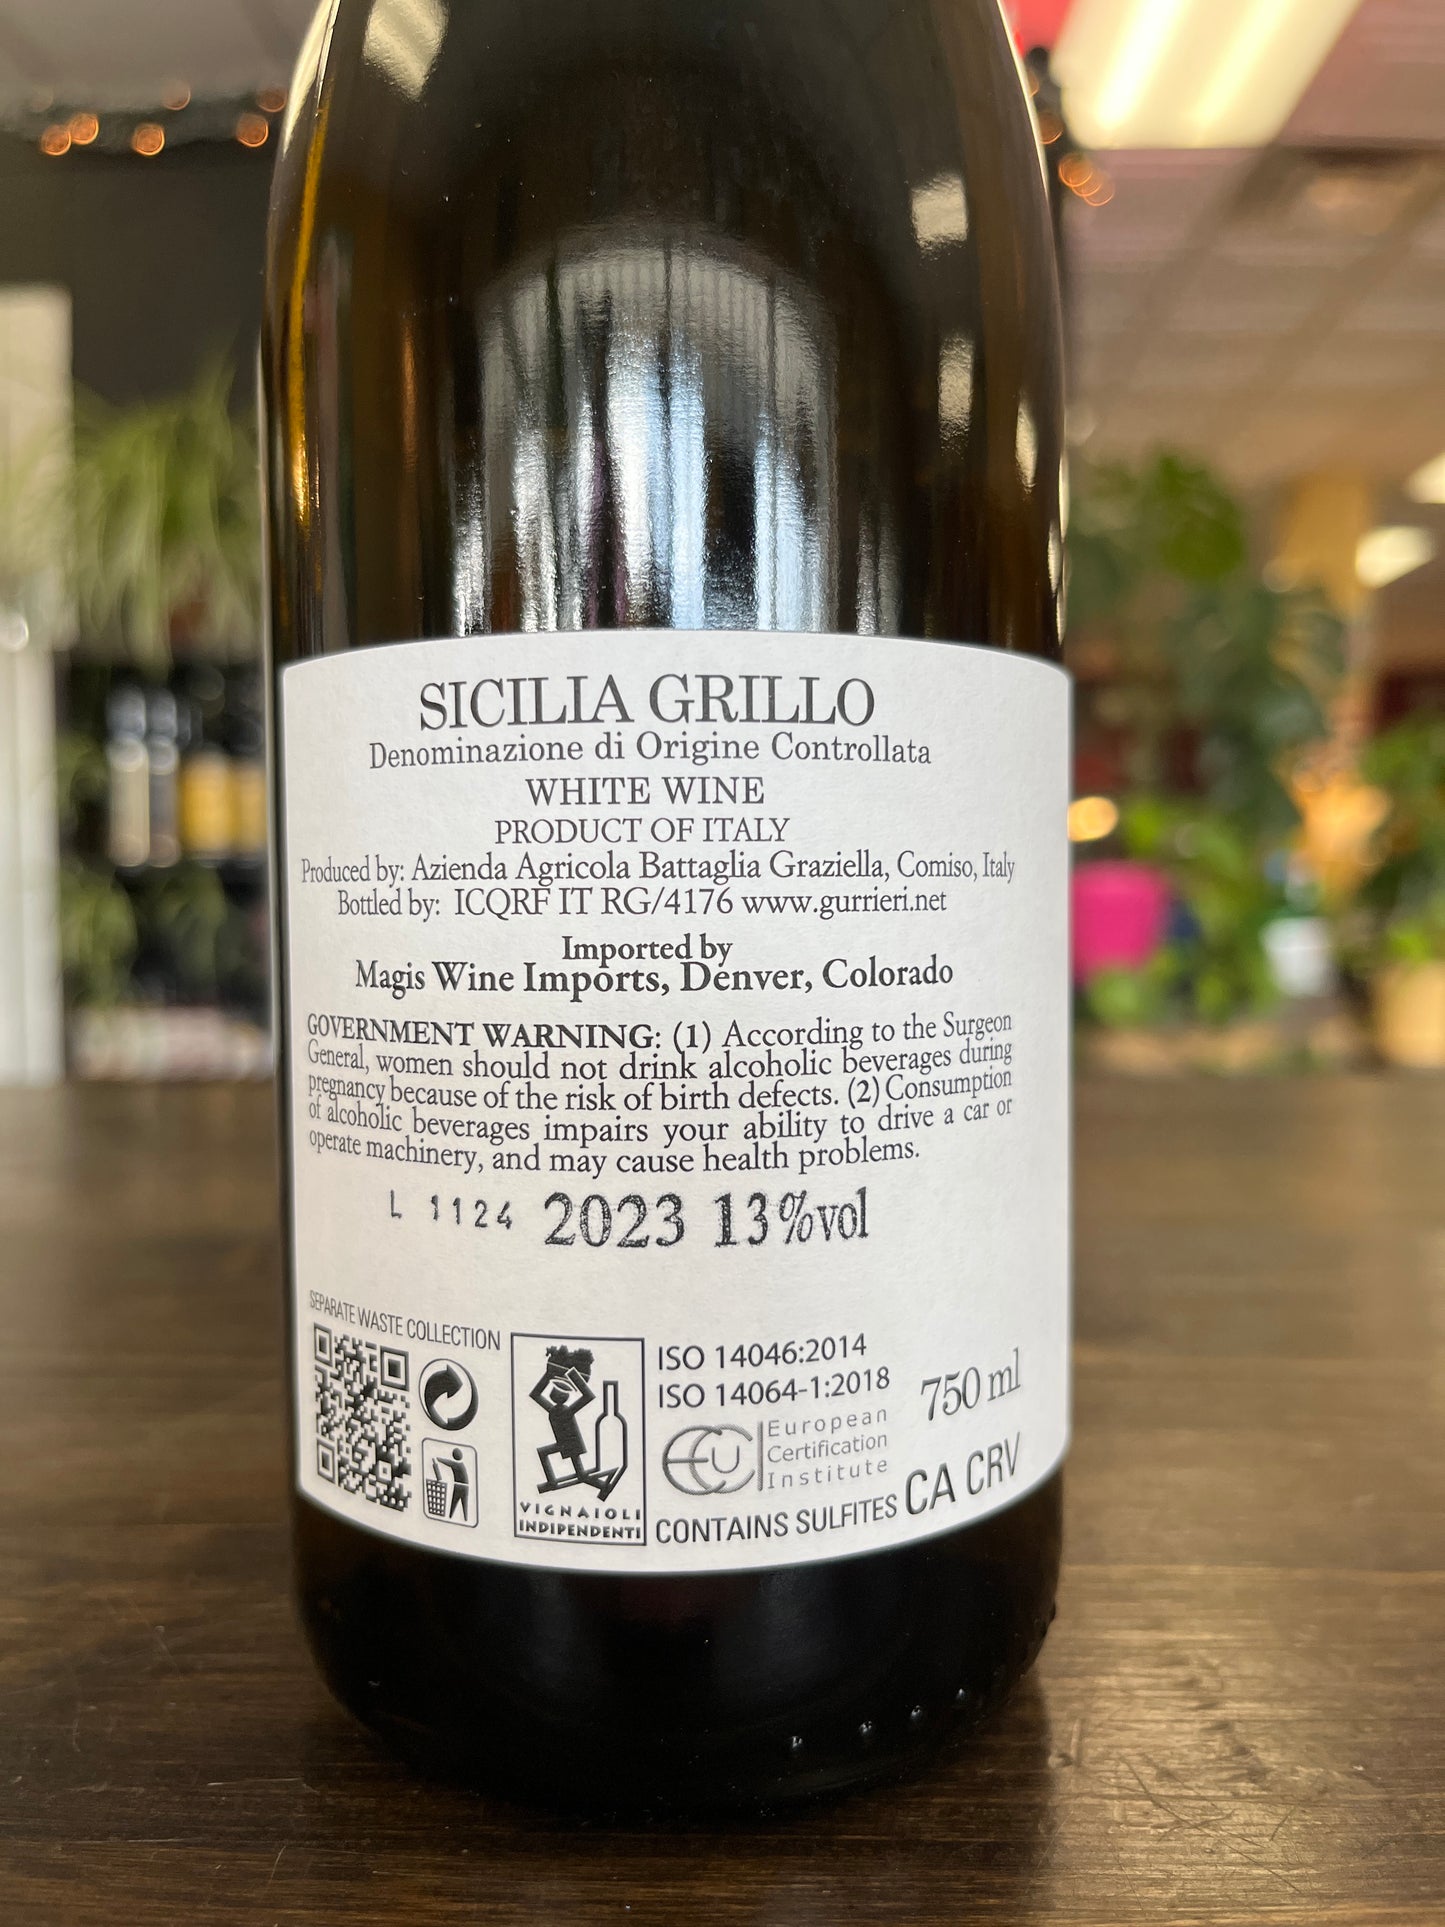 SICILIA GRILLO
Denominazione di Origine Controllata
WHITE WINE
PRODUCT OF ITALY
Produced by: Azienda Agricola Battaglia Graziella, Comiso, Italy
Bottled by: ICQRF IT RG/4176 www.gurrieri.net
Imported by
Magis Wine Imports, Denver, Colorado
GOVERNMENT WARNING: (1) According to the Surgeon
General, women should not drink alcoholic beverages during
pregnancy because of the risk of birth defects. (2) Consumption
of alcoholic beverages impairs your ability to drive a car or
operate machinery, and may cause health problems.
L 1124 2023 13%vol
SEPARATE WASTE COLLECTION
VIGNAIOLI
INDIPENDENTI
ISO 14046:2014
ISO 14064-1:2018
ECU
European
Certification
Institute
750 ml
CONTAINS SULFITES CA CRV